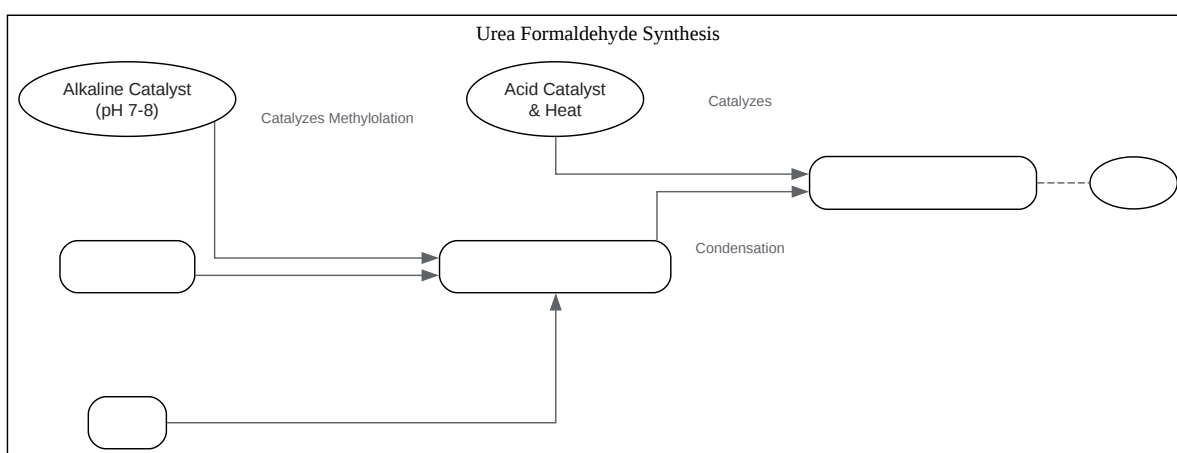 Urea Formaldehyde Synthesis
Alkaline Catalyst
(pH 7-8)
Catalyzes Methylolation
Acid Catalyst
& Heat
Catalyzes
Condensation